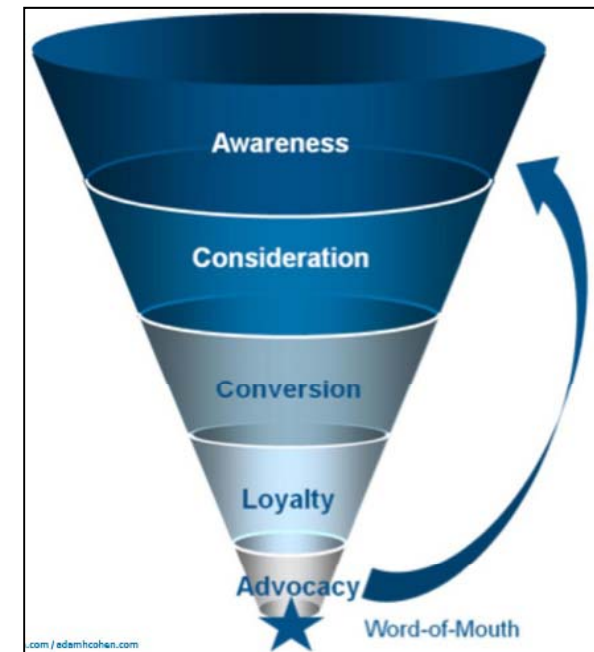 Awareness
Consideration
Conversion
Loyalty
Advocacy
Word-of-Mouth
.com / adamhcohen.com